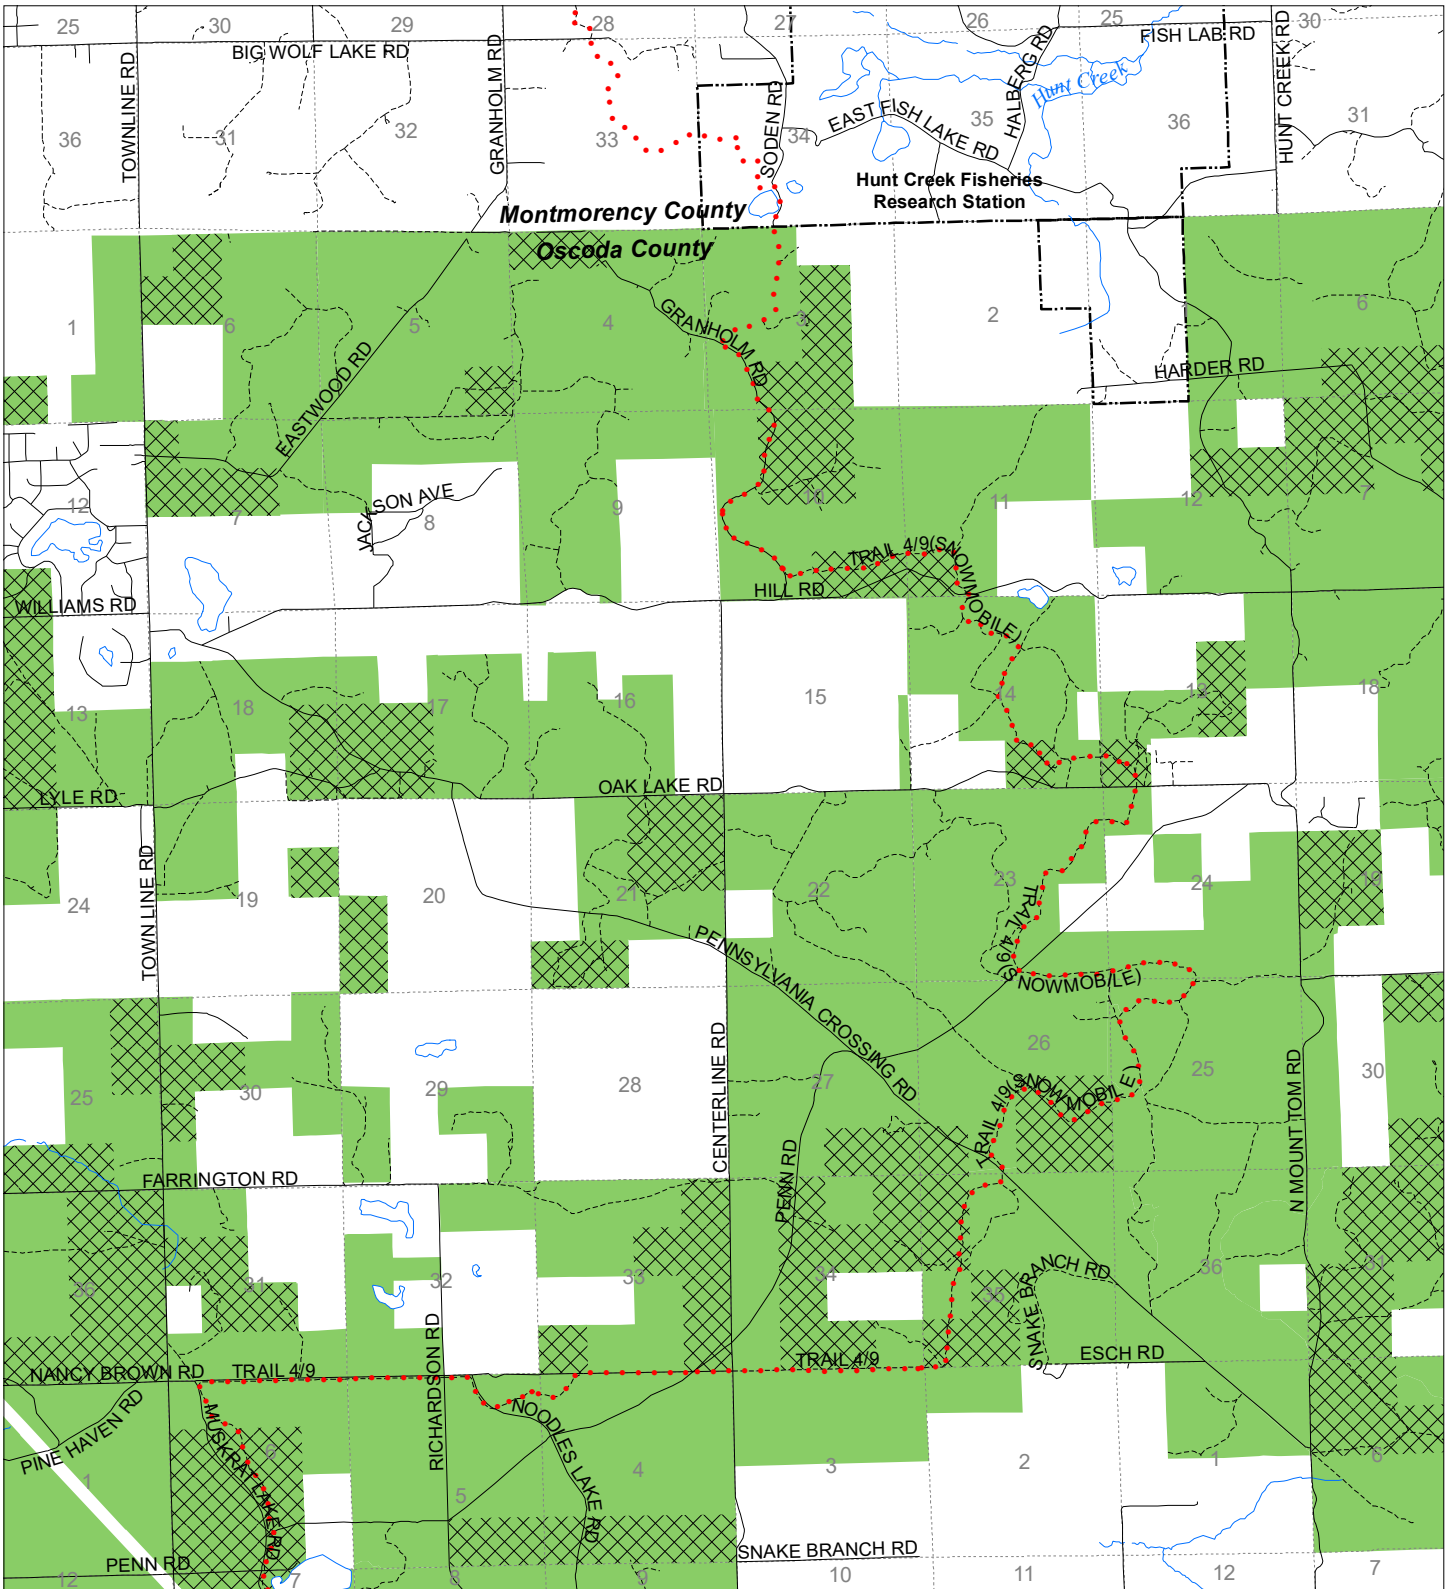 25
30
29
28
27
26
25
30
BIG WOLF LAKE RD
FISH LAB RD
TOWNLINE RD
GRANHOLM RD
SODEN RD
HALBERG RD
HUNT CREEK RD
Hunt Creek
EAST FISH LAKE RD
36
31
32
33
34
35
36
31
Hunt Creek Fisheries
Research Station
Montmorency County
Oscoda County
1
6
5
4
3
2
1
6
GRANHOLM RD
EASTWOOD RD
HARDER RD
JACKSON AVE
12
7
8
9
10
11
12
7
TRAIL 4/9(SNOWMOBILE)
HILL RD
WILLIAMS RD
13
18
17
16
15
14
13
18
LYLE RD
OAK LAKE RD
TOWN LINE RD
24
19
20
21
22
23
24
19
TRAIL 4/9(SNOWMOBILE)
PENNSYLVANIA CROSSING RD
CENTERLINE RD
25
30
29
28
27
26
25
30
TRAIL 4/9(SNOWMOBILE)
N MOUNT TOM RD
PENN RD
FARRINGTON RD
36
31
32
33
34
35
36
31
SNAKE BRANCH RD
RICHARDSON RD
NANCY BROWN RD
TRAIL 4/9
TRAIL 4/9
ESCH RD
PINE HAVEN RD
MUSKRAT LAKE RD
NOODLES LAKE RD
1
6
5
4
3
2
1
6
PENN RD
SNAKE BRANCH RD
12
7
8
9
10
11
12
7